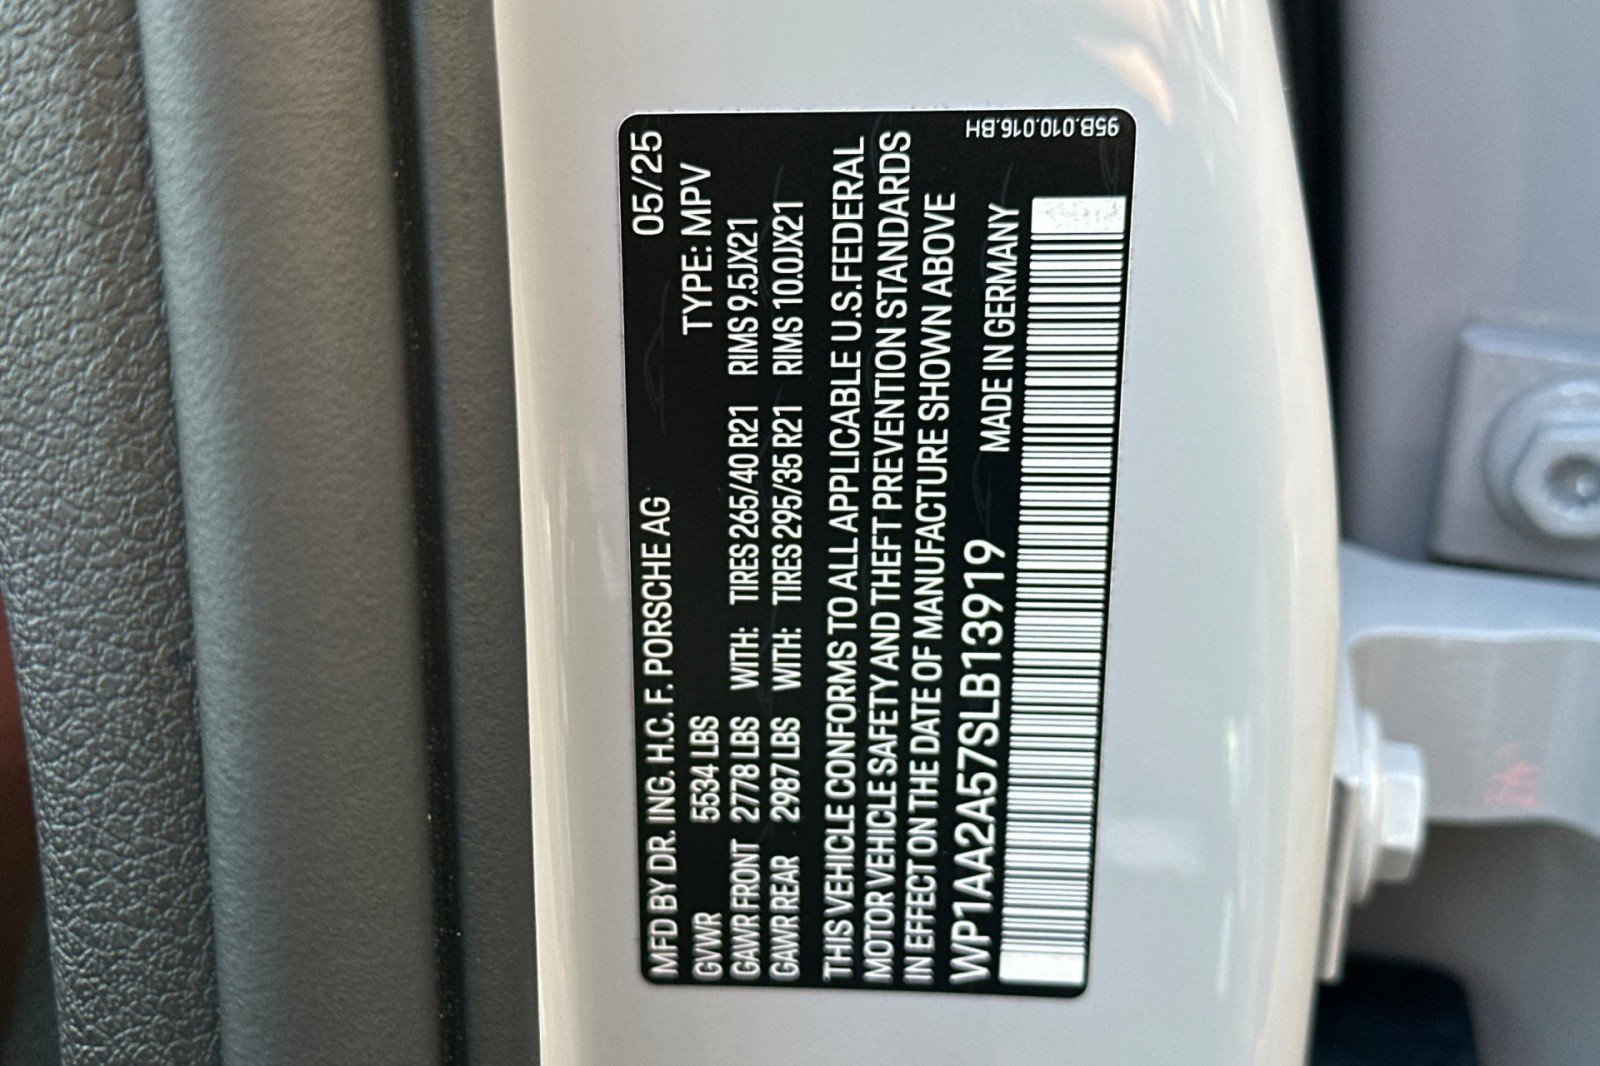 05/25
MFD BY DR. ING. H.C. F. PORSCHE AG
TYPE: MPV
GVWR 5534 LBS
GAWR FRONT 2778 LBS WITH: TIRES 265/40 R21 RIMS 9.5JX21
GAWR REAR 2987 LBS WITH: TIRES 295/35 R21 RIMS 10.0JX21
THIS VEHICLE CONFORMS TO ALL APPLICABLE U.S.FEDERAL
MOTOR VEHICLE SAFETY AND THEFT PREVENTION STANDARDS
IN EFFECT ON THE DATE OF MANUFACTURE SHOWN ABOVE
WP1AA2A57SLB13919
MADE IN GERMANY
95B.010.016.BH